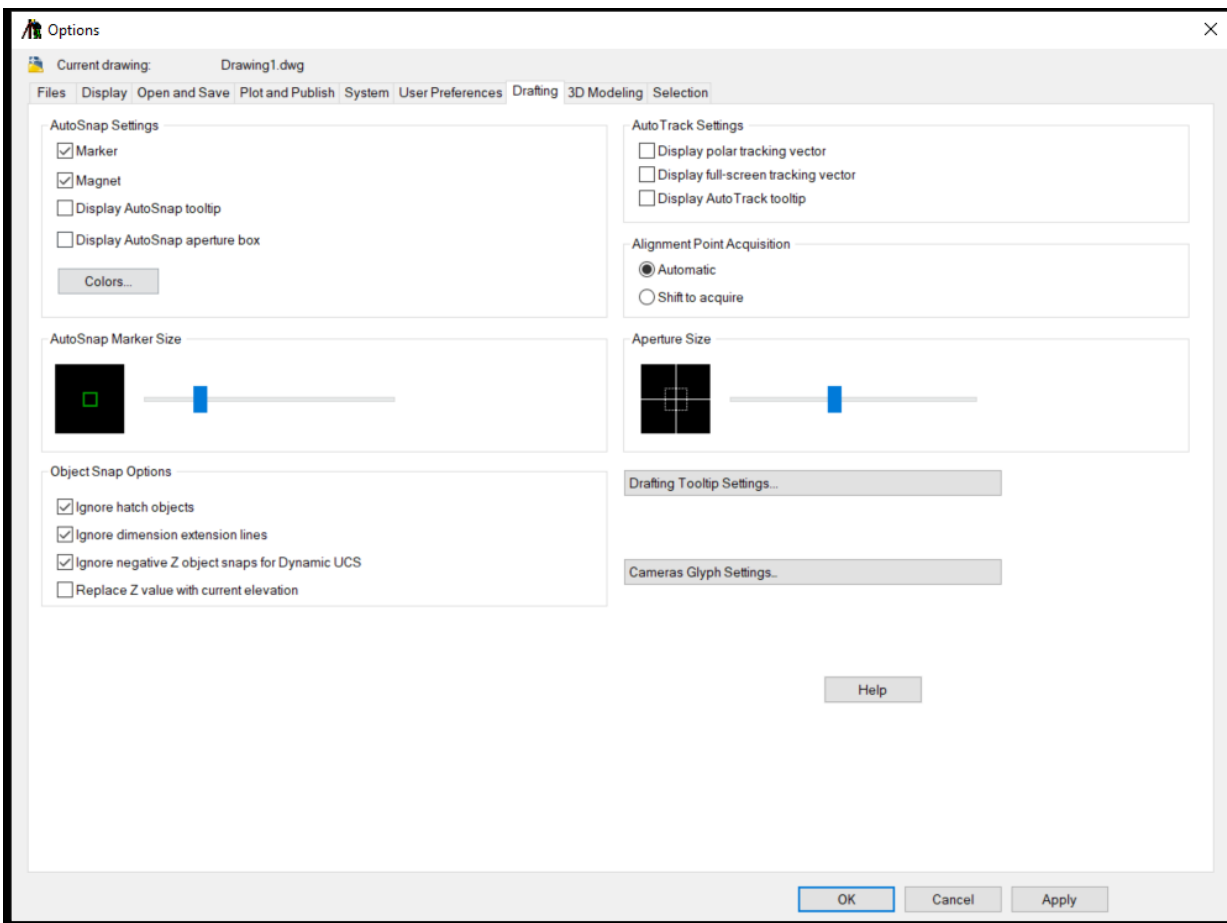 Options
Current drawing: Drawing1.dwg
Files Display Open and Save Plot and Publish System User Preferences Drafting 3D Modeling Selection
AutoSnap Settings
Marker
Magnet
Display AutoSnap tooltip
Display AutoSnap aperture box
Colors...
AutoTrack Settings
Display polar tracking vector
Display full-screen tracking vector
Display AutoTrack tooltip
Alignment Point Acquisition
Automatic
Shift to acquire
AutoSnap Marker Size
Aperture Size
Object Snap Options
Ignore hatch objects
Ignore dimension extension lines
Ignore negative Z object snaps for Dynamic UCS
Replace Z value with current elevation
Drafting Tooltip Settings...
Cameras Glyph Settings..
Help
OK Cancel Apply